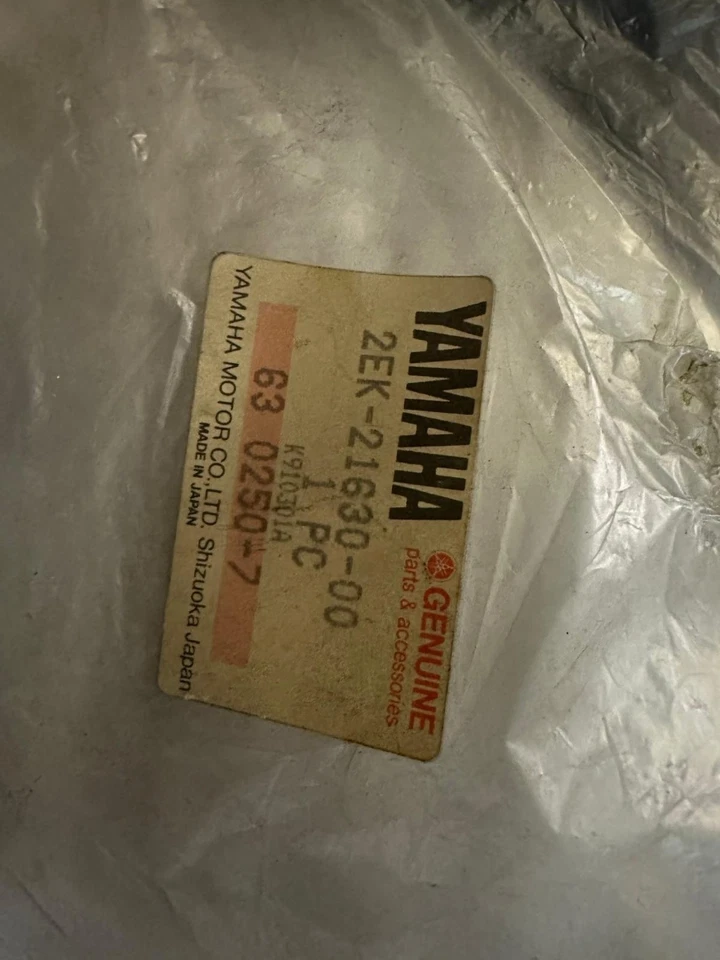 YAMAHA GENUINE
parts & accessories
2EK-21630-00
1 PC
K910301A
63 0250-7
YAMAHA MOTOR CO.,LTD. Shizuoka Japan
MADE IN JAPAN